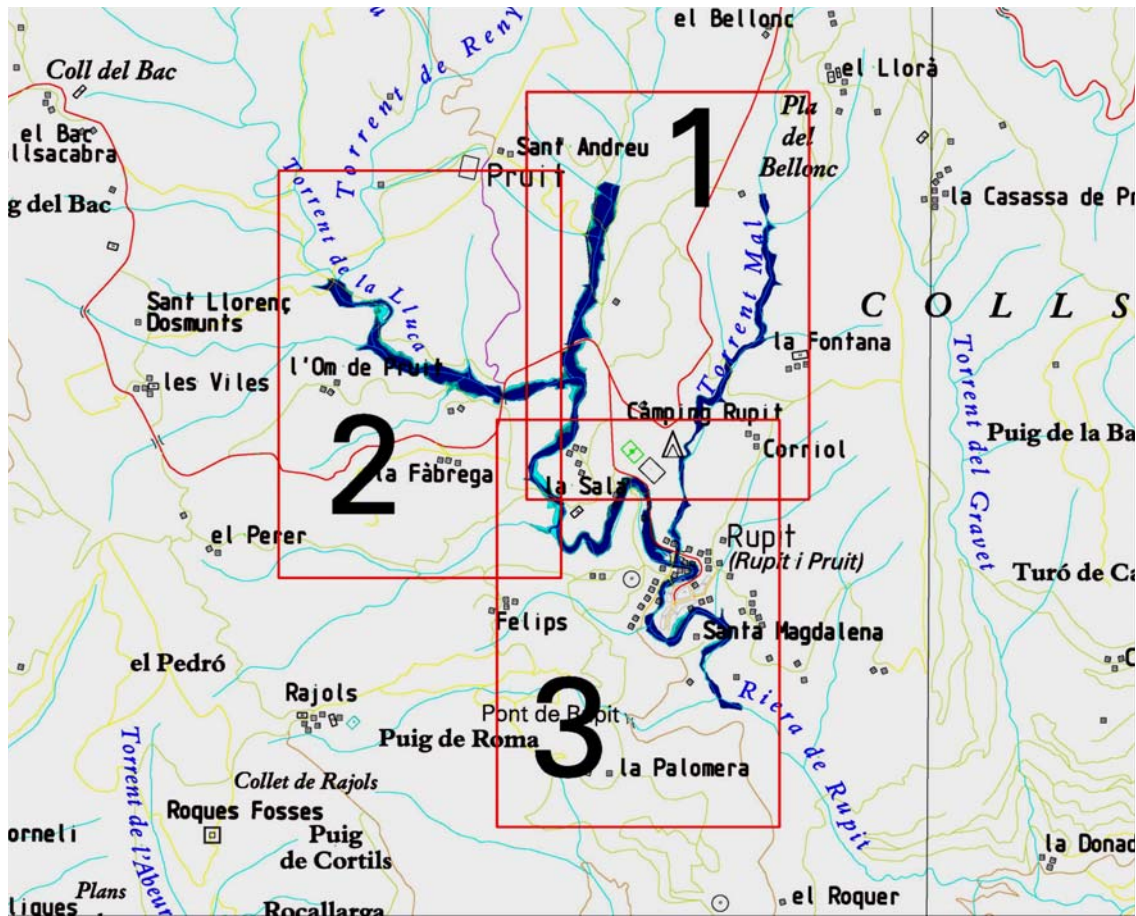 el Bellonc
Coll del Bac
Torrent de Reny
el Llorà
el Bac
llsacabra
Pla
del
Bellonc
1
Sant Andreu
Pruit
la Casassa de Pr
g del Bac
Torrent de la Lluca
Torrent Mal
Sant Llorenç
Dosmunts
COLLS
la Fontana
l'Om de Pruit
les Viles
Càmping Rupit
Torrent del Gravet
Puig de la Ba
Corriol
2
la Fàbrega
la Sala
el Perer
Rupit
(Rupit i Pruit)
Turó de Ca
Felips
Santa Magdalena
el Pedró
Rajols
Pont de Rupit
Riera de Rupit
Puig de Roma
3
la Palomera
Collet de Rajols
Torrent de l'Abeur
Roques Fosses
orneli
Puig
de Cortils
la Donad
Plans
el Roquer
ligues
Rocallarga